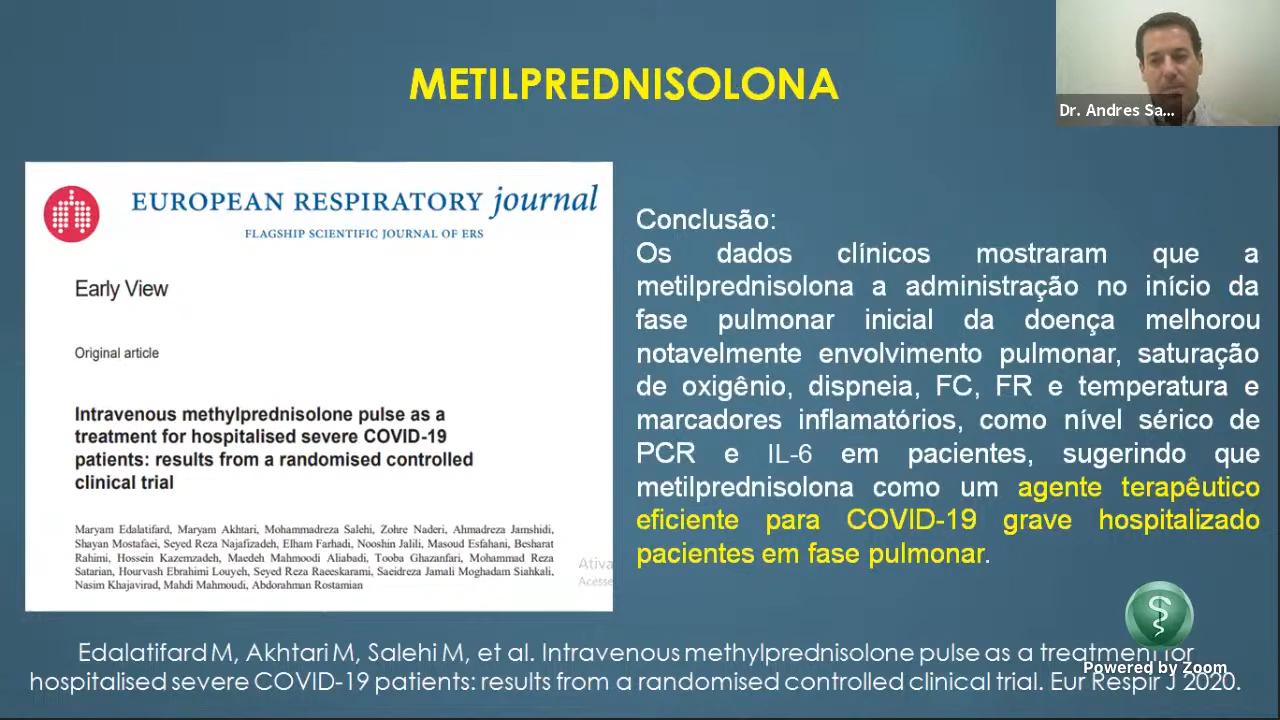 METILPREDNISOLONA
Dr. Andres Sa...
EUROPEAN RESPIRATORY journal
FLAGSHIP SCIENTIFIC JOURNAL OF ERS
Early View
Original article
Intravenous methylprednisolone pulse as a
treatment for hospitalised severe COVID-19
patients: results from a randomised controlled
clinical trial
Maryam Edalatifard, Maryam Akhtari, Mohammadreza Salehi, Zohre Naderi, Ahmadreza Jamshidi,
Shayan Mostafaei, Seyed Reza Najafizadeh, Elham Farhadi, Nooshin Jalili, Masoud Esfahani, Besharat
Rahimi, Hossein Kazemzadeh, Maedeh Mahmoodi Aliabadi, Tooba Ghazanfari, Mohammad Reza
Satarian, Hourvash Ebrahimi Louyeh, Seyed Reza Raeeskarami, Saeidreza Jamali Moghadam Siahkali,
Nasim Khajavirad, Mahdi Mahmoudi, Abdorahman Rostamian
Ativa
Acesse
Conclusão:
Os dados clínicos mostraram que a
metilprednisolona a administração no início da
fase pulmonar inicial da doença melhorou
notavelmente envolvimento pulmonar, saturação
de oxigênio, dispneia, FC, FR e temperatura e
marcadores inflamatórios, como nível sérico de
PCR e IL-6 em pacientes, sugerindo que
metilprednisolona como um agente terapêutico
eficiente para COVID-19 grave hospitalizado
pacientes em fase pulmonar.
Edalatifard M, Akhtari M, Salehi M, et al. Intravenous methylprednisolone pulse as a treatment for
hospitalised severe COVID-19 patients: results from a randomised controlled clinical trial. Eur Respir J 2020.
Powered by Zoom